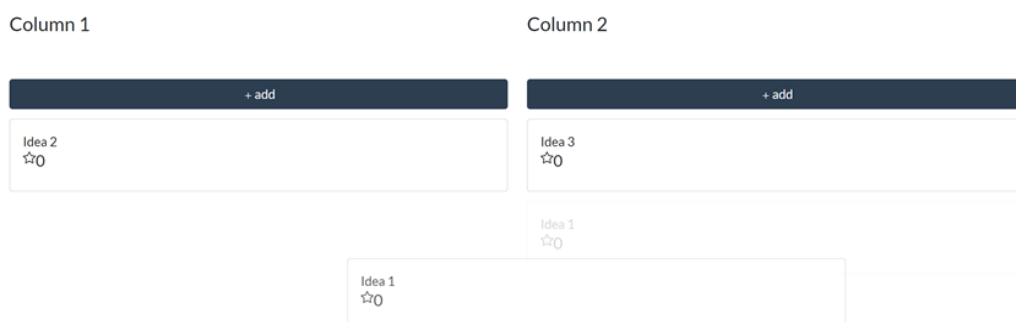 Column 1
+ add
Idea 2
☆0
Column 2
+ add
Idea 3
☆0
Idea 1
☆0
Idea 1
☆0